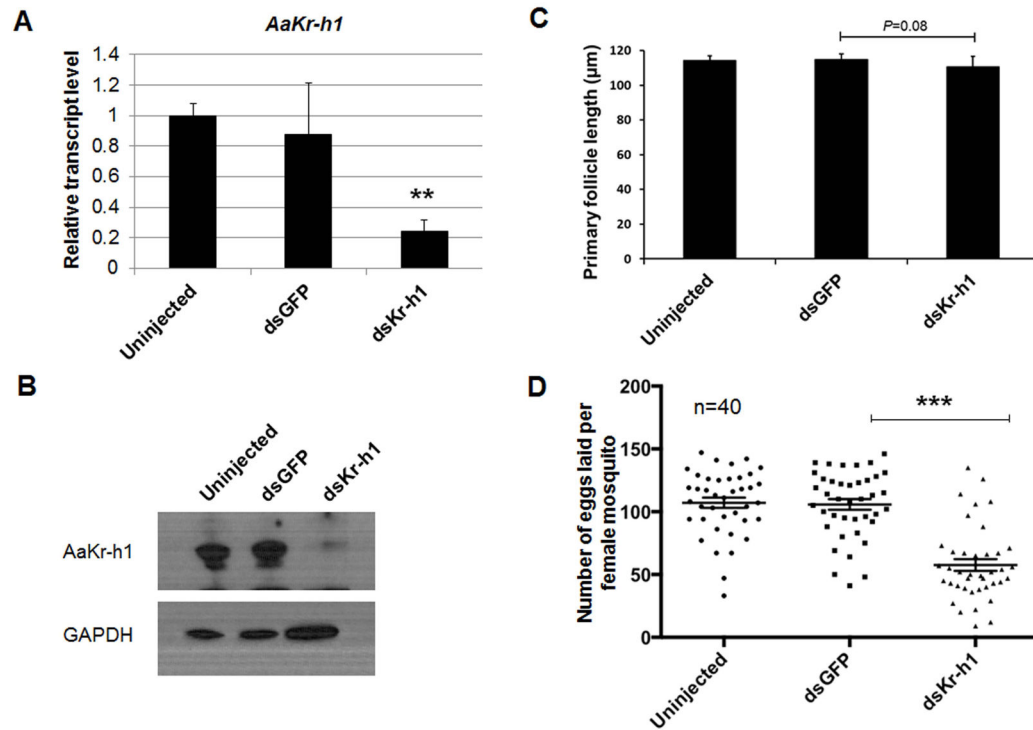 A
AaKr-h1
Relative transcript level
1.4
1.2
1
0.8
0.6
0.4
0.2
0
**
Uninjected
dsGFP
dsKr-h1
B
Uninjected
dsGFP
dsKr-h1
AaKr-h1
GAPDH
C
P=0.08
Primary follicle length (µm)
140
120
100
80
60
40
20
0
Uninjected
dsGFP
dsKr-h1
D
Number of eggs laid per
female mosquito
200
150
100
50
0
n=40
***
Uninjected
dsGFP
dsKr-h1